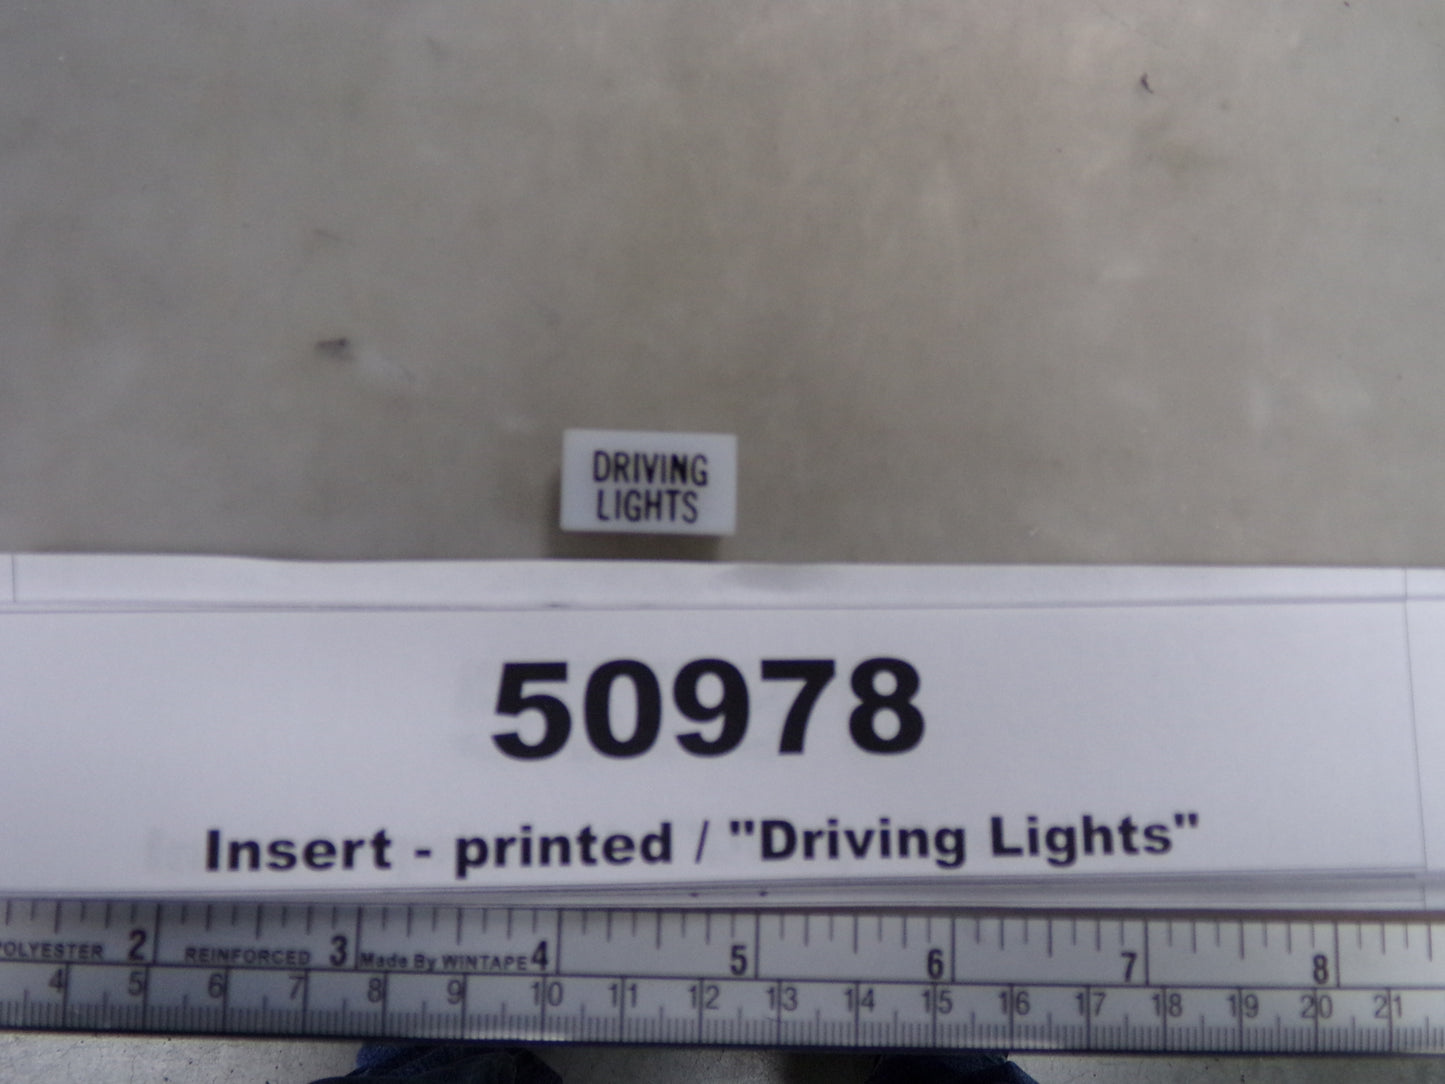 DRIVING
LIGHTS
50978
Insert - printed / "Driving Lights"
POLYESTER 2 REINFORCED 3 Made By WINTAPE 4 5 6 7 8
4 5 6 7 8 9 10 11 12 13 14 15 16 17 18 19 20 21